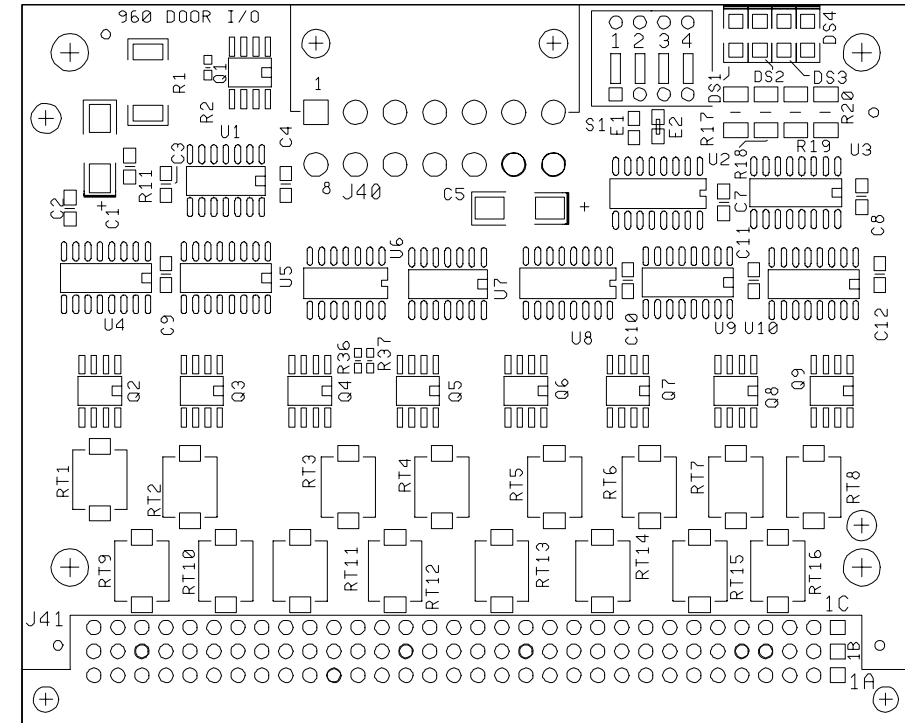 960 DOOR I/O
R1
R2
Q1
1
1 2 3 4
DS4
DS1
DS2
DS3
S1
E1
E2
R17
R18
R19
R20
U1
C3
C4
R11
C2
C1
+
8
J40
C5
+
U2
C7
U3
C8
U4
C9
U5
U6
U7
U8
C10
C11
U9
U10
C12
Q2
Q3
R36
R37
Q4
Q5
Q6
Q7
Q8
Q9
RT1
RT2
RT3
RT4
RT5
RT6
RT7
RT8
RT9
RT10
RT11
RT12
RT13
RT14
RT15
RT16
J41
1C
1B
1A